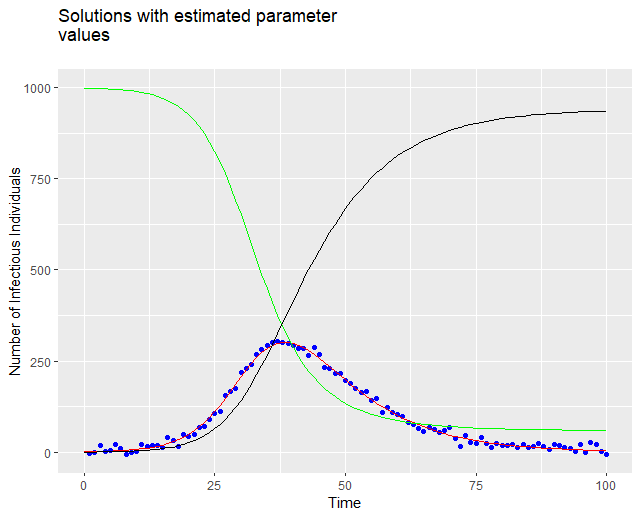 Solutions with estimated parameter
values
Number of Infectious Individuals
1000
750
500
250
0
0 25 50 75 100
Time